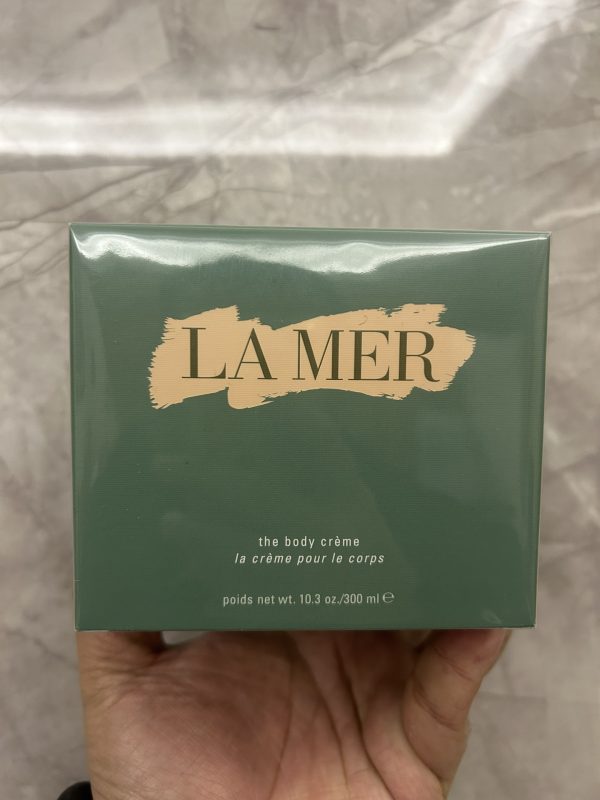 LA MER
the body crème
la crème pour le corps
poids net wt. 10.3 oz./300 ml ℮